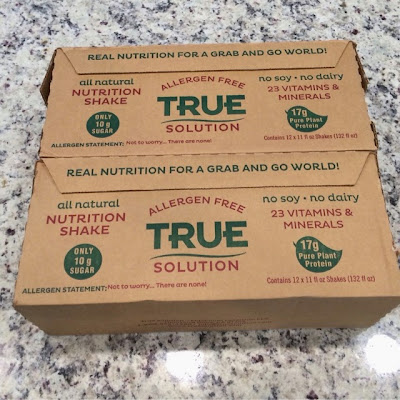 REAL NUTRITION FOR A GRAB AND GO WORLD!
all natural
NUTRITION
SHAKE
ONLY
10 g
SUGAR
ALLERGEN FREE
TRUE
SOLUTION
no soy • no dairy
23 VITAMINS &
MINERALS
17g
Pure Plant
Protein
ALLERGEN STATEMENT: Not to worry... There are none!
Contains 12 x 11 fl oz Shakes (132 fl oz)
REAL NUTRITION FOR A GRAB AND GO WORLD!
all natural
NUTRITION
SHAKE
ONLY
10 g
SUGAR
ALLERGEN FREE
TRUE
SOLUTION
no soy • no dairy
23 VITAMINS &
MINERALS
17g
Pure Plant
Protein
ALLERGEN STATEMENT: Not to worry... There are none!
Contains 12 x 11 fl oz Shakes (132 fl oz)